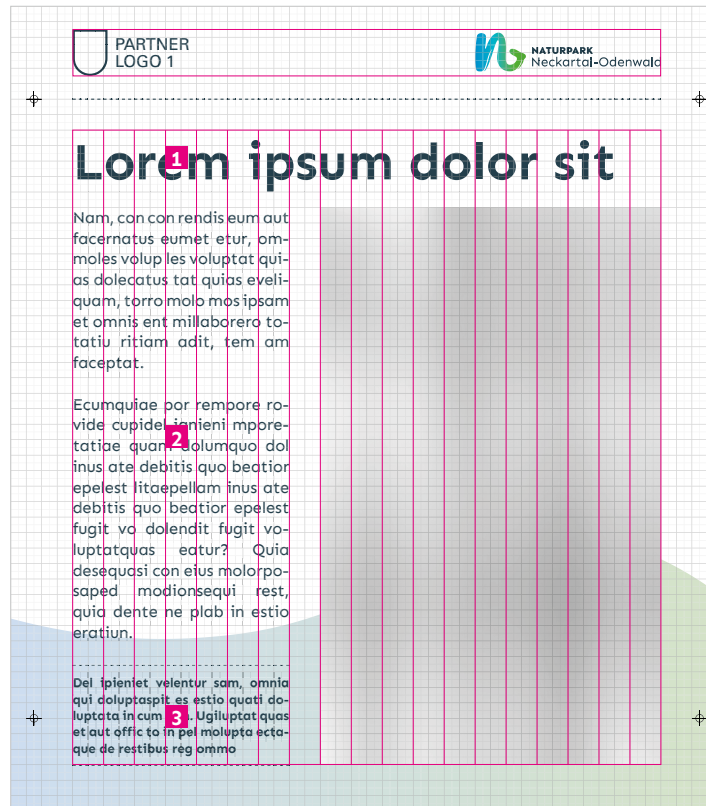 PARTNER
LOGO 1
NATURPARK
Neckartal-Odenwald
1
Lorem ipsum dolor sit
Nam, con con rendis eum aut
facernatus eumet etur, om-
moles volup les voluptat qui-
as dolecatus tat quias eveli-
quam, torro molo mos ipsam
et omnis ent millaborero to-
tatiu ritiam adit, tem am
faceptat.
Ecumquiae por rempore ro-
vide cupidel ignieni mpore-
2
tatiae quam dolumquo dol
inus ate debitis quo beatior
epelest litaepellam inus ate
debitis quo beatior epelest
fugit vo dolendit fugit vo-
luptatquas eatur? Quia
desequasi con eius molorpo-
saped modionsequi rest,
quia dente ne plab in estio
eratiun.
Del ipieniet velentur sam, omnia
qui doluptaspit es estio quati do-
luptata in cum Ugiluptat quas
3
et aut offic to in pel molupta ecta-
que de restibus reg ommo